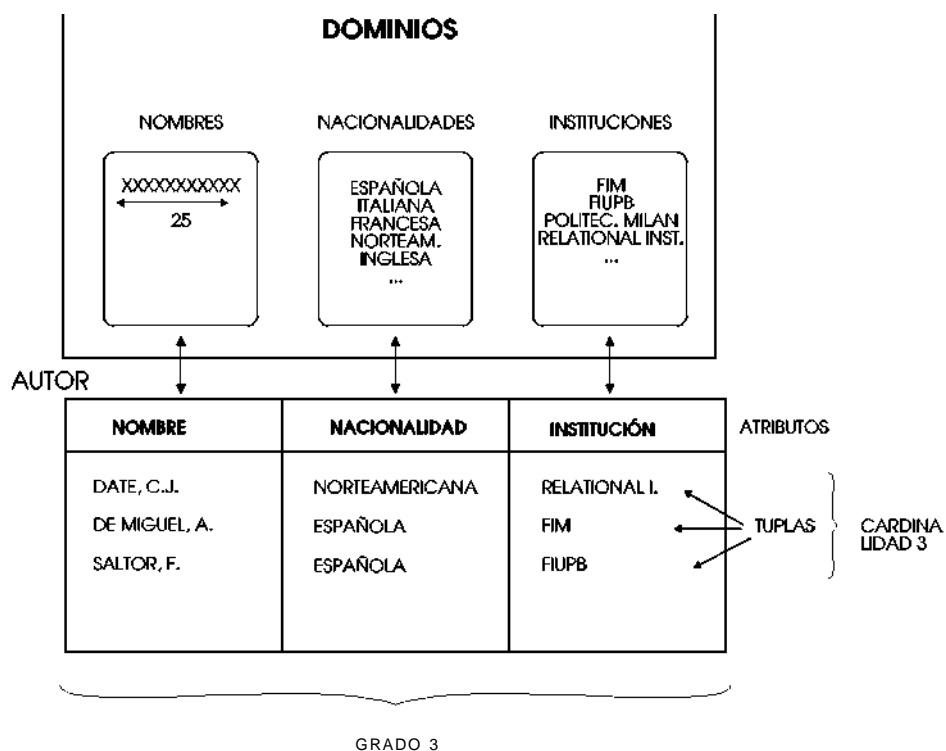 DOMINIOS
NOMBRES NACIONALIDADES INSTITUCIONES
XXXXXXXXXXX
25
ESPAÑOLA
ITALIANA
FRANCESA
NORTEAM.
INGLESA
...
FIM
FIUPB
POLITEC. MILAN
RELATIONAL INST.
...
AUTOR
NOMBRE NACIONALIDAD INSTITUCIÓN ATRIBUTOS
DATE, C.J. NORTEAMERICANA RELATIONAL I.
DE MIGUEL, A. ESPAÑOLA FIM
SALTOR, F. ESPAÑOLA FIUPB
TUPLAS
CARDINA
LIDAD 3
GRADO 3